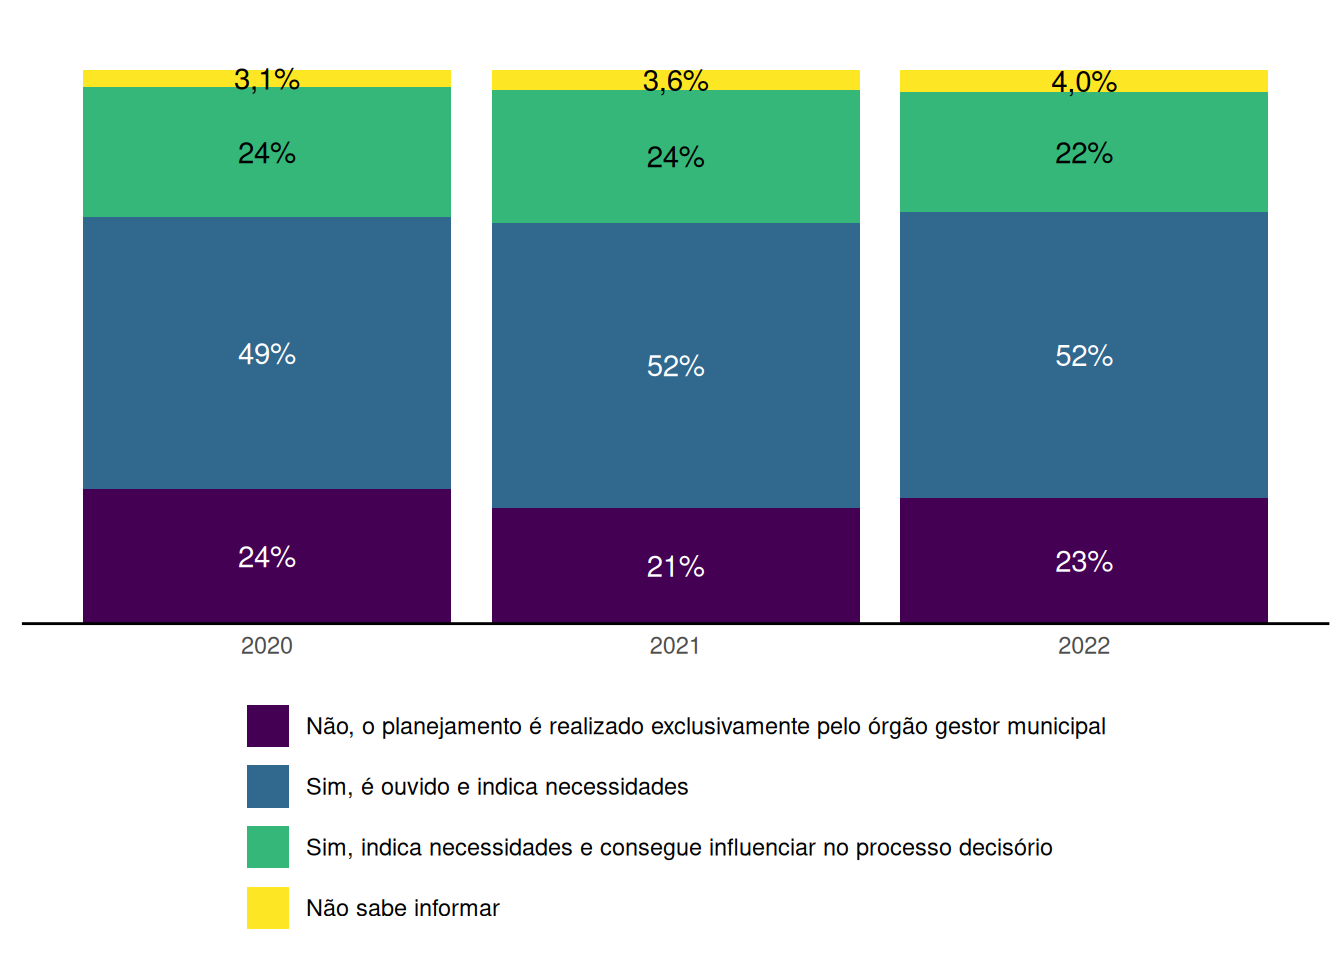 3,1% 3,6% 4,0%
24% 24% 22%
49% 52% 52%
24% 21% 23%
2020 2021 2022
Não, o planejamento é realizado exclusivamente pelo órgão gestor municipal
Sim, é ouvido e indica necessidades
Sim, indica necessidades e consegue influenciar no processo decisório
Não sabe informar